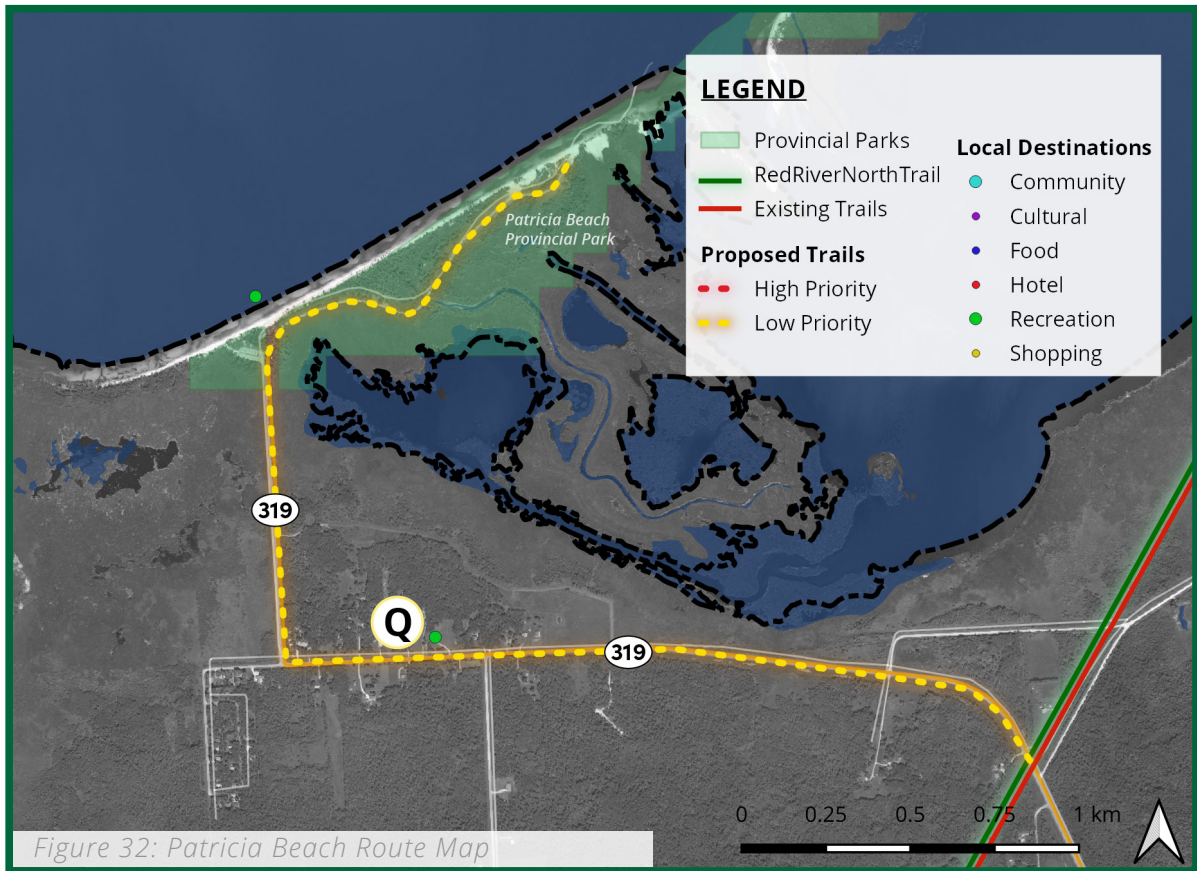 LEGEND
Provincial Parks
RedRiverNorthTrail
Existing Trails
Proposed Trails
High Priority
Low Priority
Local Destinations
Community
Cultural
Food
Hotel
Recreation
Shopping
Patricia Beach
Provincial Park
319
Q
319
0 0.25 0.5 0.75 1 km
Figure 32: Patricia Beach Route Map